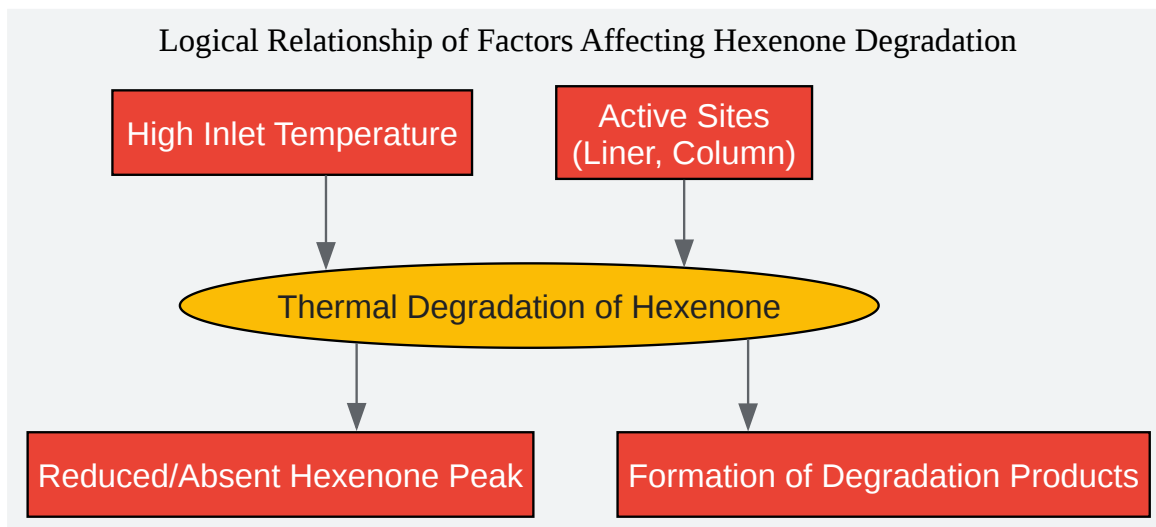 Logical Relationship of Factors Affecting Hexenone Degradation
High Inlet Temperature
Active Sites
(Liner, Column)
Thermal Degradation of Hexenone
Reduced/Absent Hexenone Peak
Formation of Degradation Products